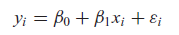 yᵢ = β₀ + β₁xᵢ + εᵢ